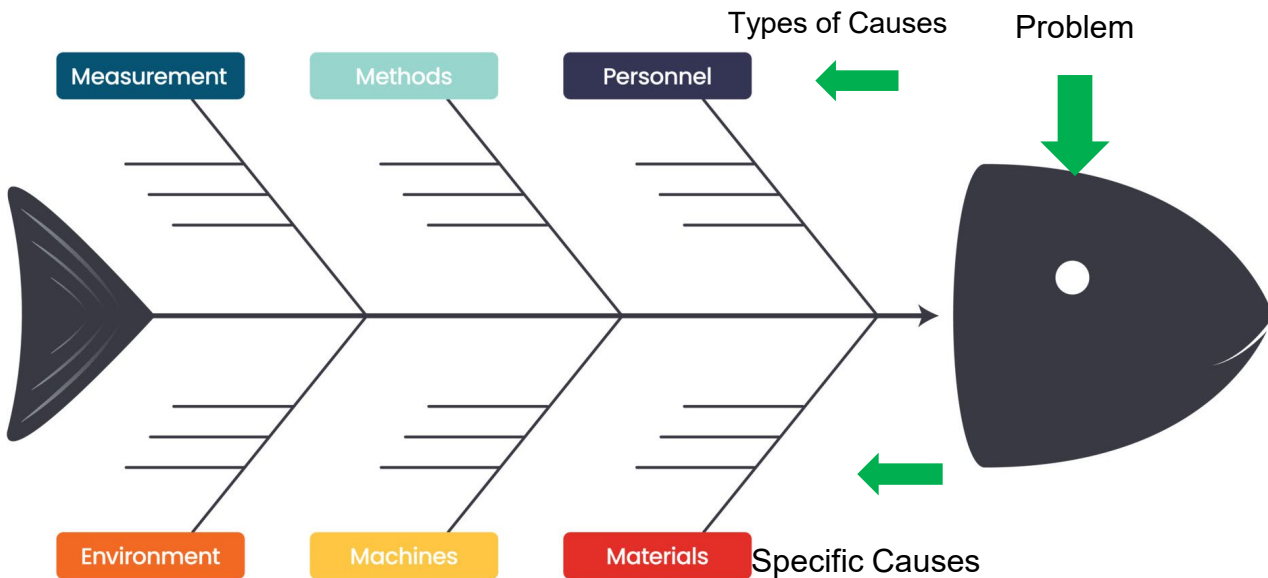 Types of Causes
Problem
Measurement
Methods
Personnel
Environment
Machines
Materials
Specific Causes